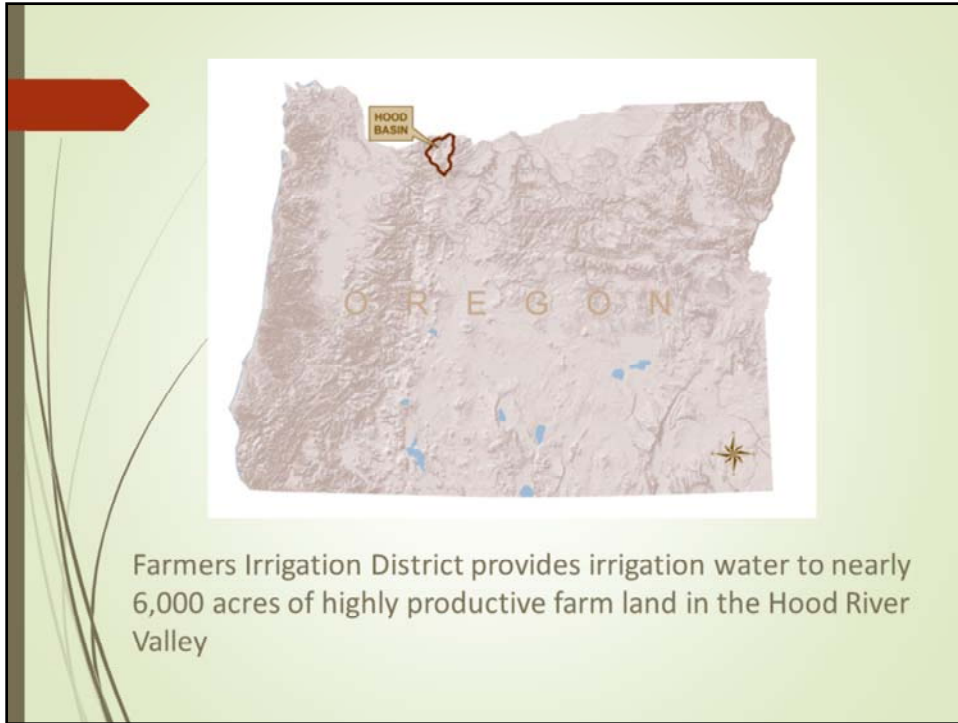 HOOD
BASIN
OREGON
Farmers Irrigation District provides irrigation water to nearly
6,000 acres of highly productive farm land in the Hood River
Valley